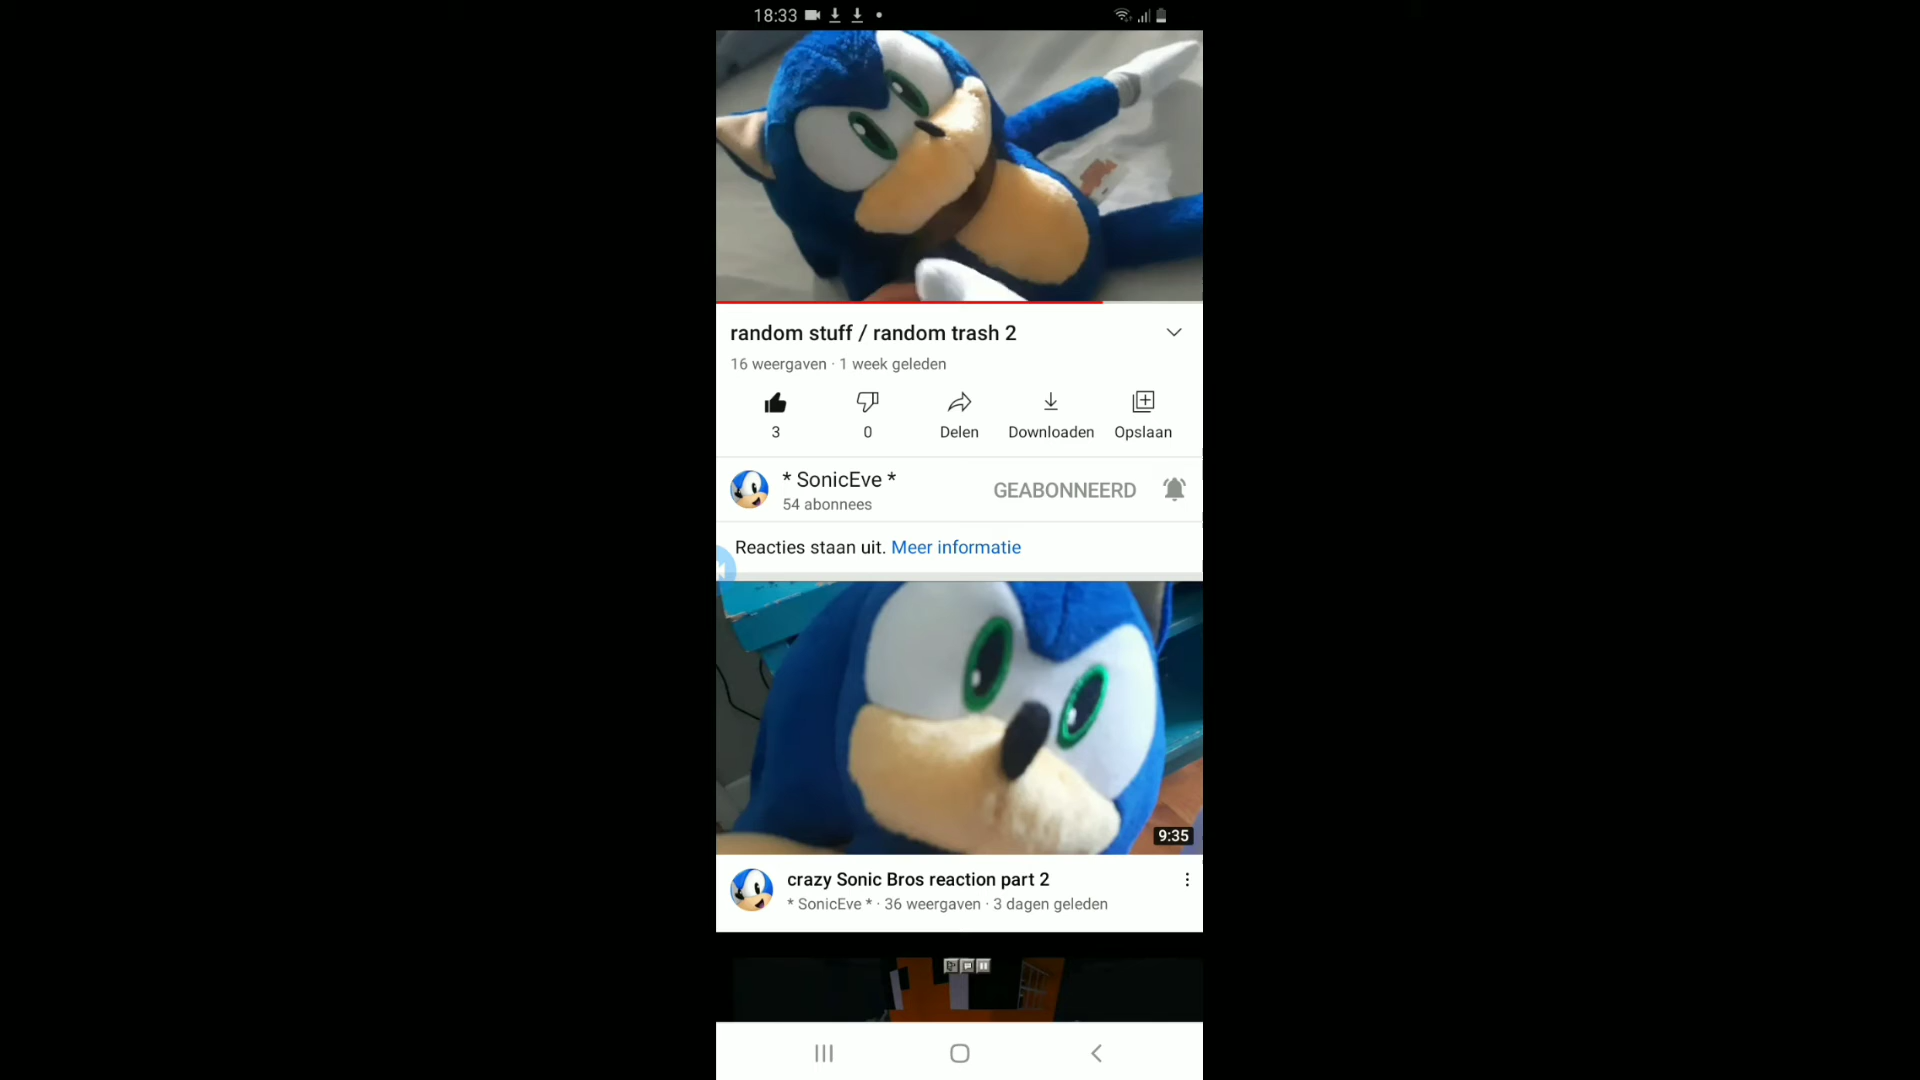 18:33
random stuff / random trash 2
16 weergaven · 1 week geleden
3
0
Delen
Downloaden
Opslaan
* SonicEve *
54 abonnees
GEABONNEERD
Reacties staan uit. Meer informatie
9:35
crazy Sonic Bros reaction part 2
* SonicEve * · 36 weergaven · 3 dagen geleden